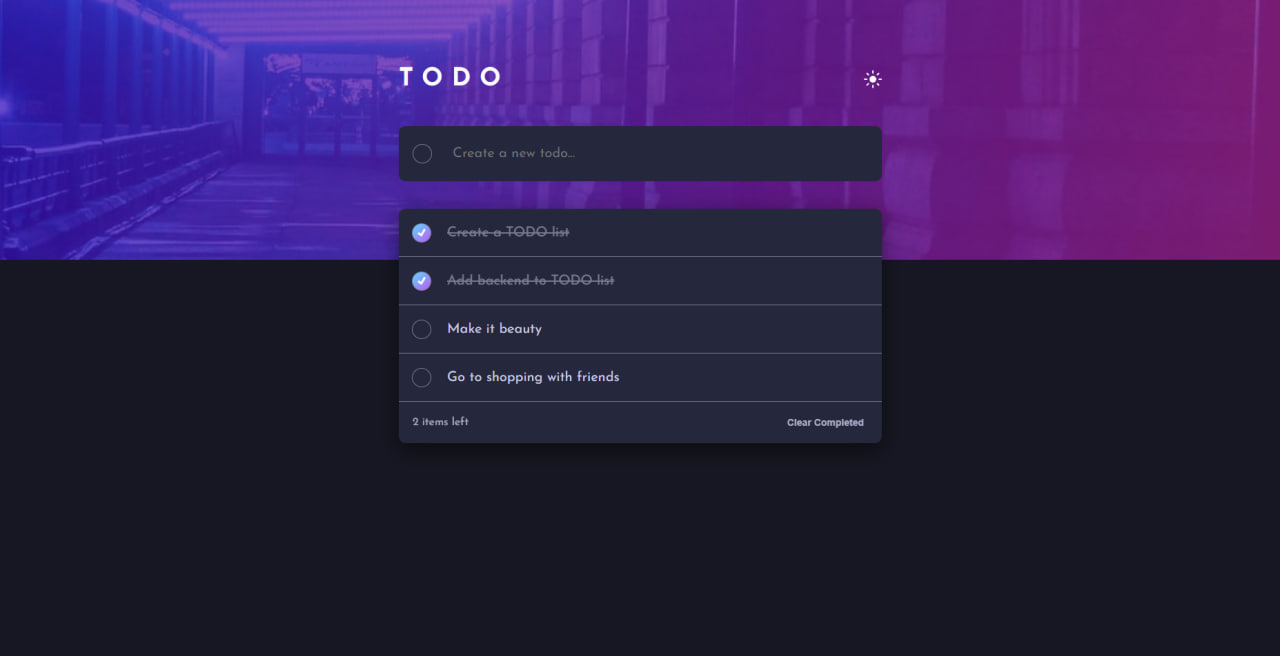 TODO
Create a new todo...
Create a TODO list
Add backend to TODO list
Make it beauty
Go to shopping with friends
2 items left
Clear Completed